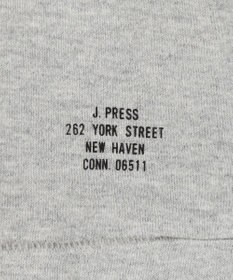 J. PRESS
262 YORK STREET
NEW HAVEN
CONN. 06511